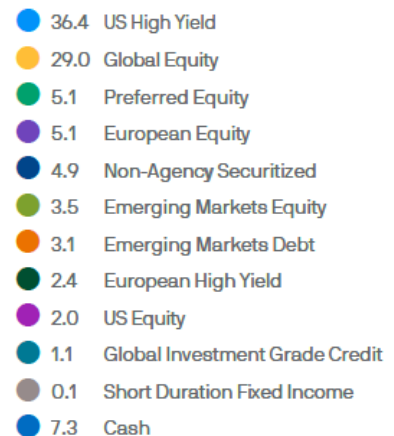 36.4 US High Yield
29.0 Global Equity
5.1 Preferred Equity
5.1 European Equity
4.9 Non-Agency Securitized
3.5 Emerging Markets Equity
3.1 Emerging Markets Debt
2.4 European High Yield
2.0 US Equity
1.1 Global Investment Grade Credit
0.1 Short Duration Fixed Income
7.3 Cash